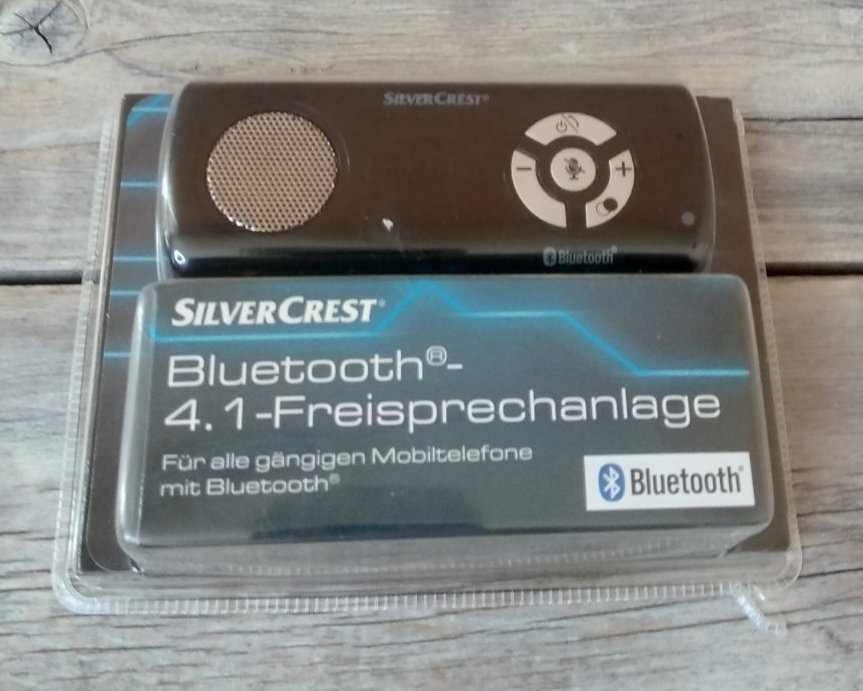 SILVERCREST®
− +
Bluetooth®
SILVERCREST®
Bluetooth®-
4.1-Freisprechanlage
Für alle gängigen Mobiltelefone
mit Bluetooth®
Bluetooth®